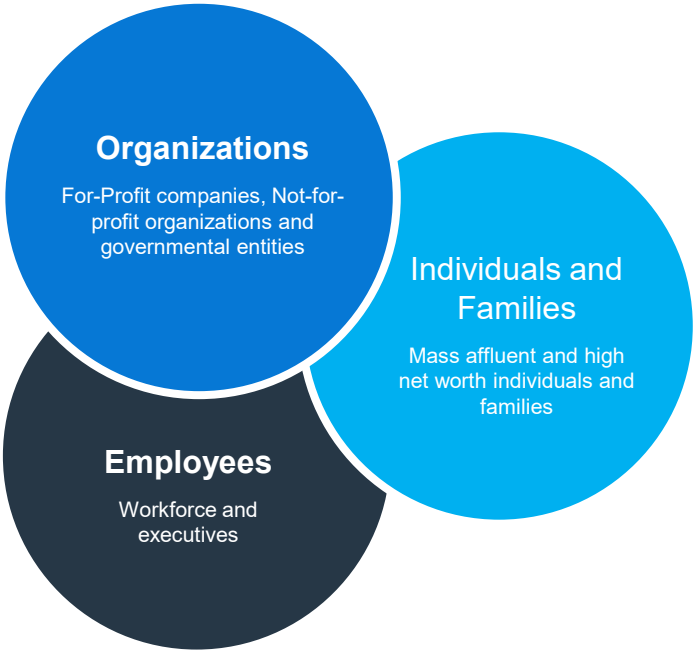 Organizations
For-Profit companies, Not-for-
profit organizations and
governmental entities
Individuals and
Families
Mass affluent and high
net worth individuals and
families
Employees
Workforce and
executives